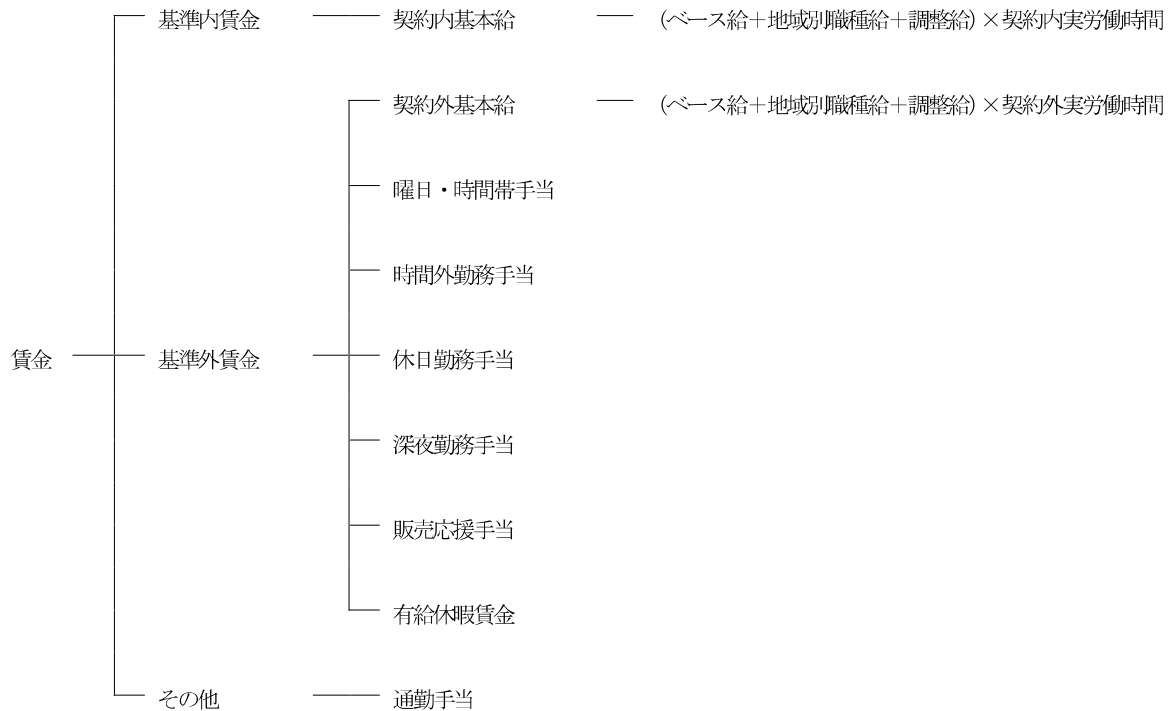 基準内賃金 契約内基本給 (ベース給＋地域別職種給＋調整給)×契約内実労働時間
契約外基本給 (ベース給＋地域別職種給＋調整給)×契約外実労働時間
曜日・時間帯手当
時間外勤務手当
賃金 基準外賃金 休日勤務手当
深夜勤務手当
販売応援手当
有給休暇賃金
その他 通勤手当